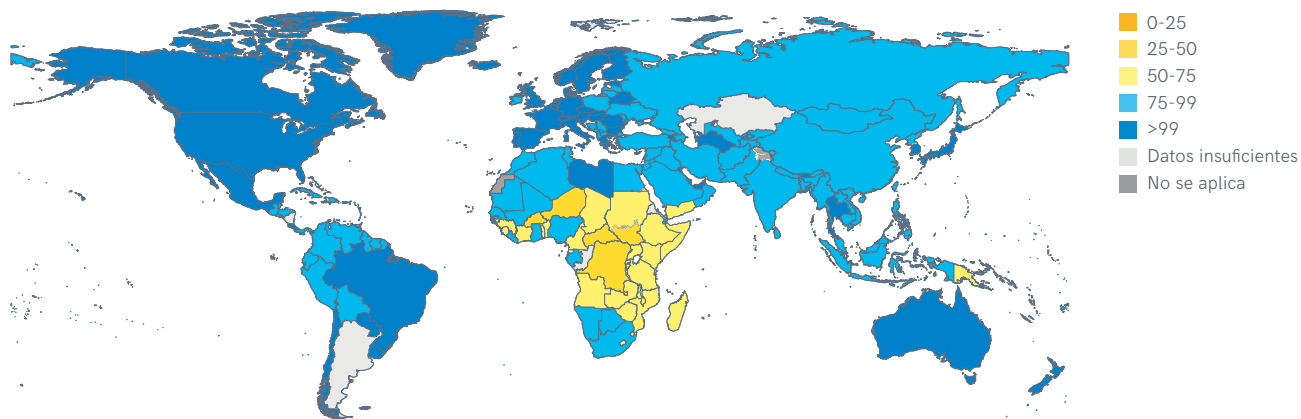 0-25
25-50
50-75
75-99
>99
Datos insuficientes
No se aplica